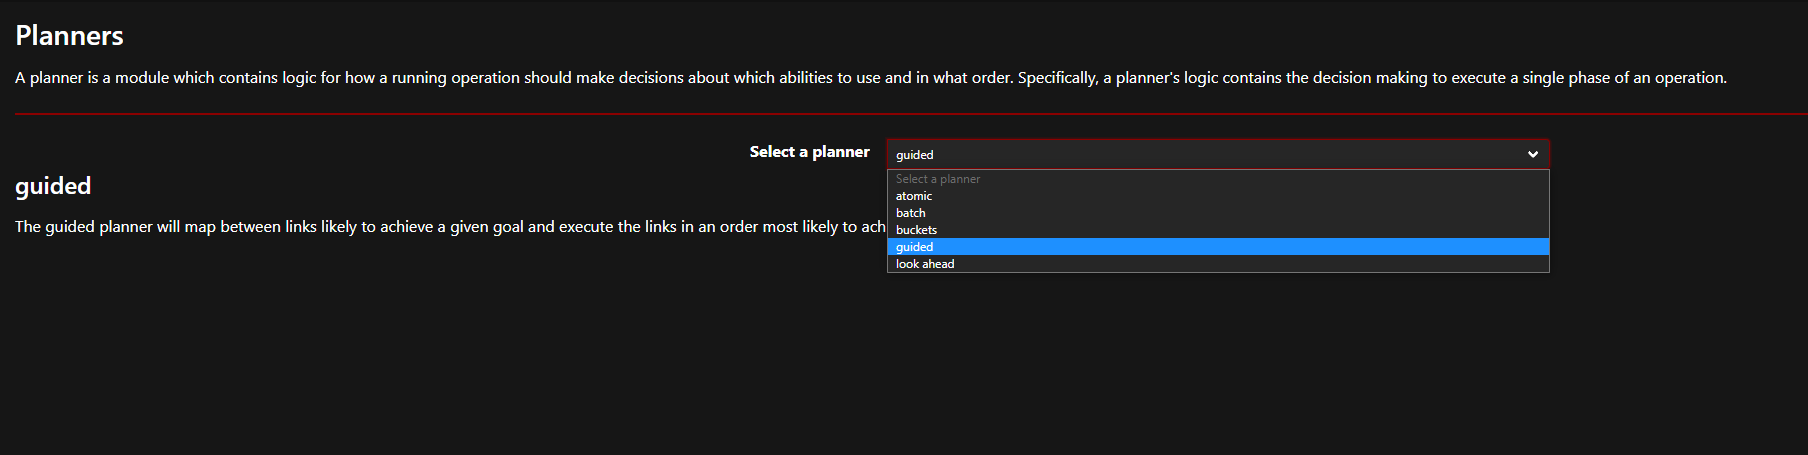 Planners
A planner is a module which contains logic for how a running operation should make decisions about which abilities to use and in what order. Specifically, a planner's logic contains the decision making to execute a single phase of an operation.
Select a planner
guided
Select a planner
atomic
batch
buckets
guided
look ahead
guided
The guided planner will map between links likely to achieve a given goal and execute the links in an order most likely to ach